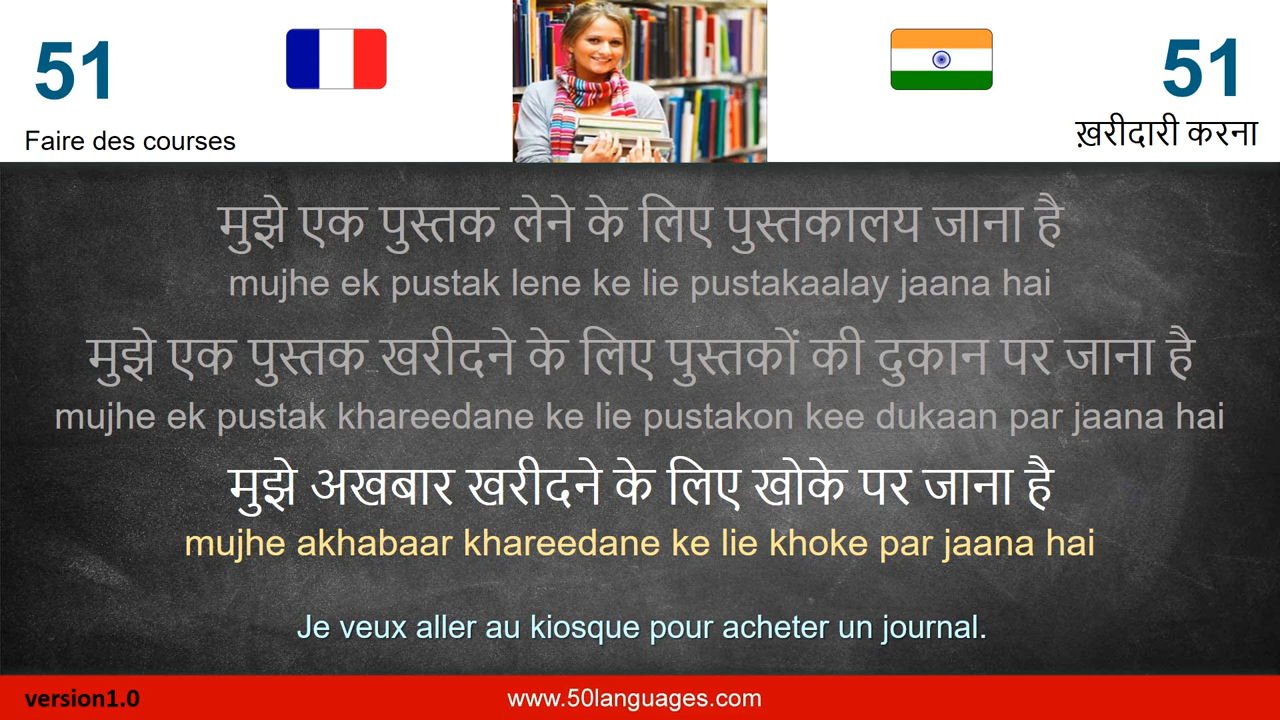 51
51
Faire des courses
ख़रीदारी करना
मुझे एक पुस्तक लेने के लिए पुस्तकालय जाना है
mujhe ek pustak lene ke lie pustakaalay jaana hai
मुझे एक पुस्तक खरीदने के लिए पुस्तकों की दुकान पर जाना है
mujhe ek pustak khareedane ke lie pustakon kee dukaan par jaana hai
मुझे अखबार खरीदने के लिए खोके पर जाना है
mujhe akhabaar khareedane ke lie khoke par jaana hai
Je veux aller au kiosque pour acheter un journal.
version1.0
www.50languages.com